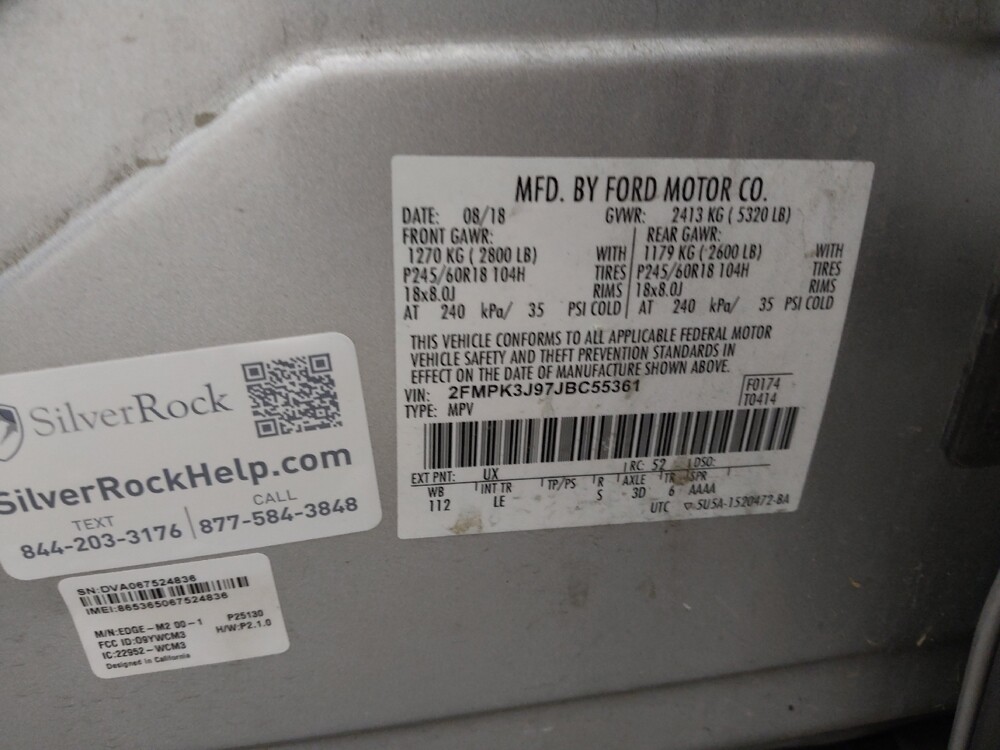 MFD. BY FORD MOTOR CO.
DATE: 08/18 GVWR: 2413 KG ( 5320 LB)
FRONT GAWR: REAR GAWR:
1270 KG ( 2800 LB) WITH 1179 KG ( 2600 LB) WITH
P245/60R18 104H TIRES P245/60R18 104H TIRES
18x8.0J RIMS 18x8.0J RIMS
AT 240 kPa/ 35 PSI COLD AT 240 kPa/ 35 PSI COLD
THIS VEHICLE CONFORMS TO ALL APPLICABLE FEDERAL MOTOR
VEHICLE SAFETY AND THEFT PREVENTION STANDARDS IN
EFFECT ON THE DATE OF MANUFACTURE SHOWN ABOVE.
VIN: 2FMPK3J97JBC55361 F0174
TYPE: MPV T0414
EXT PNT: UX RC: 52 DSO:
WB INT TR TP/PS R AXLE TR SPR
112 LE S 3D 6 AAAA
UTC ▽5U5A-1520472-BA
SilverRock
SilverRockHelp.com
TEXT CALL
844-203-3176 877-584-3848
SN:DVA067524836
IMEI:865365067524836
M/N:EDGE-M2 00-1 P25130
FCC ID:O9YWCM3 H/W:P2.1.0
IC:22952-WCM3
Designed in California